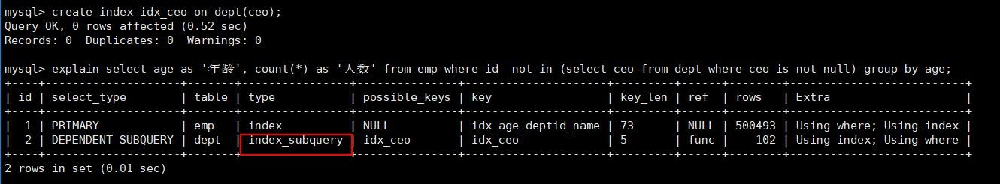 mysql> create index idx_ceo on dept(ceo);
Query OK, 0 rows affected (0.52 sec)
Records: 0  Duplicates: 0  Warnings: 0
mysql> explain select age as '年龄', count(*) as '人数' from emp where id  not in (select ceo from dept where ceo is not null) group by age;
+----+--------------------+-------+----------------+---------------+---------------------+---------+------+--------+--------------------------+
| id | select_type        | table | type           | possible_keys | key                 | key_len | ref  | rows   | Extra                    |
+----+--------------------+-------+----------------+---------------+---------------------+---------+------+--------+--------------------------+
|  1 | PRIMARY            | emp   | index          | NULL          | idx_age_deptid_name | 73      | NULL | 500493 | Using where; Using index |
|  2 | DEPENDENT SUBQUERY | dept  | index_subquery | idx_ceo       | idx_ceo             | 5       | func |    102 | Using index; Using where |
+----+--------------------+-------+----------------+---------------+---------------------+---------+------+--------+--------------------------+
2 rows in set (0.01 sec)